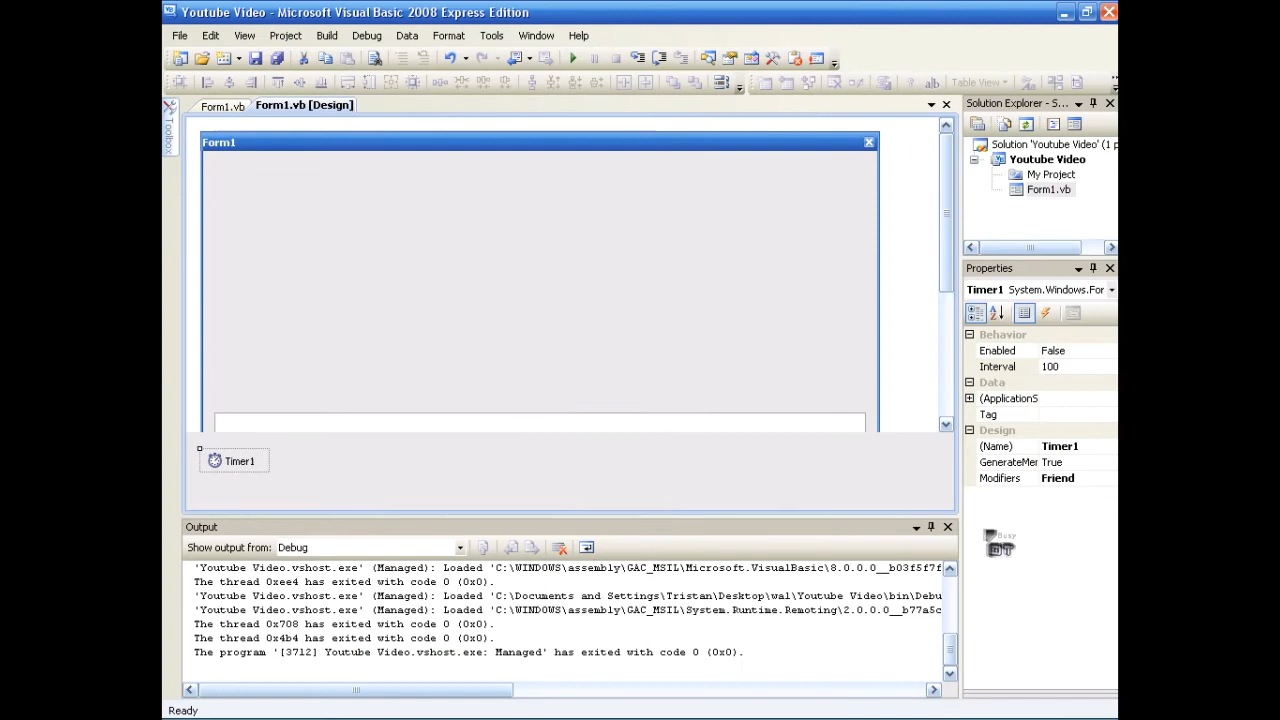 Youtube Video - Microsoft Visual Basic 2008 Express Edition
File Edit View Project Build Debug Data Format Tools Window Help
Table View
Toolbox
Form1.vb Form1.vb [Design]
Form1
Timer1
Solution Explorer - S...
Solution 'Youtube Video' (1 p
Youtube Video
My Project
Form1.vb
Properties
Timer1 System.Windows.For
Behavior
Enabled False
Interval 100
Data
(ApplicationS
Tag
Design
(Name) Timer1
GenerateMer True
Modifiers Friend
Busy
Output
Show output from: Debug
'Youtube Video.vshost.exe' (Managed): Loaded 'C:\WINDOWS\assembly\GAC_MSIL\Microsoft.VisualBasic\8.0.0.0__b03f5f7f
The thread 0xee4 has exited with code 0 (0x0).
'Youtube Video.vshost.exe' (Managed): Loaded 'C:\Documents and Settings\Tristan\Desktop\wal\Youtube Video\bin\Debu
'Youtube Video.vshost.exe' (Managed): Loaded 'C:\WINDOWS\assembly\GAC_MSIL\System.Runtime.Remoting\2.0.0.0__b77a5c
The thread 0x708 has exited with code 0 (0x0).
The thread 0x4b4 has exited with code 0 (0x0).
The program '[3712] Youtube Video.vshost.exe: Managed' has exited with code 0 (0x0).
Ready